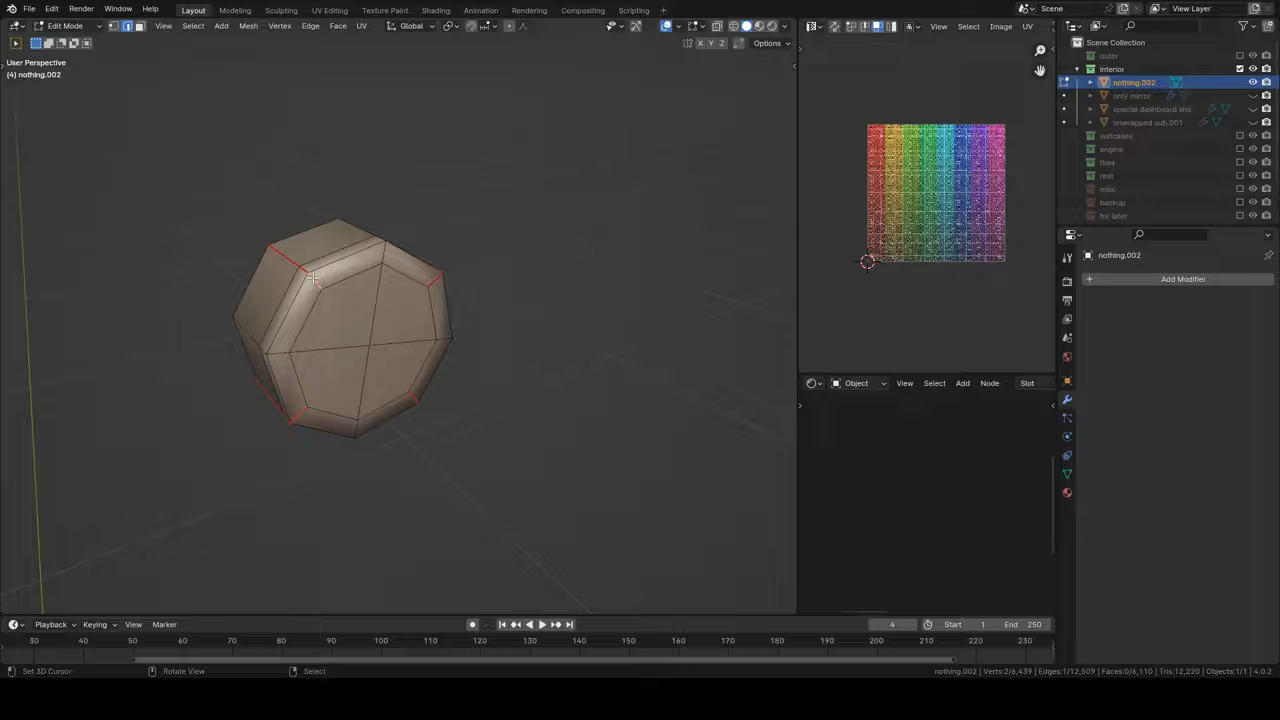 File Edit Render Window Help Layout Modeling Sculpting UV Editing Texture Paint Shading Animation Rendering Compositing Scripting + Scene View Layer
Edit Mode View Select Add Mesh Vertex Edge Face UV Global View Select Image UV
X Y Z Options
User Perspective
(4) nothing.002
Scene Collection
outer
interior
nothing.002
only mirror
special dashboard shit
unwrapped sub.001
suitcases
engine
tires
rest
misc
backup
for later
nothing.002
+ Add Modifier
Object View Select Add Node Slot
Playback Keying View Marker 4 Start 1 End 250
30 40 50 60 70 80 90 100 110 120 130 140 150 160 170 180 190 200 210 220 230
Set 3D Cursor Rotate View Select nothing.002 | Verts:2/6,439 | Edges:1/12,509 | Faces:0/6,110 | Tris:12,220 | Objects:1/1 | 4.0.2